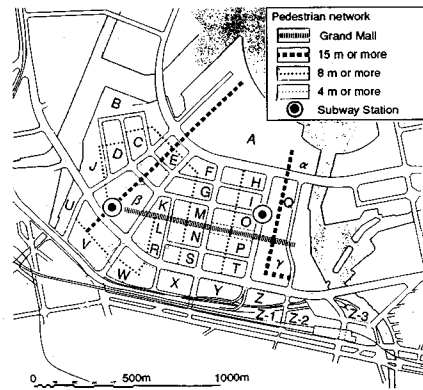 Pedestrian network
Grand Mall
15 m or more
8 m or more
4 m or more
Subway Station
A
B
α
C
D
E
J
F
H
G
I
U
β
K
M
O
Q
V
L
N
P
R
S
T
Y
W
X
Y
Z
Z-1
Z-2
Z-3
0
500m
1000m